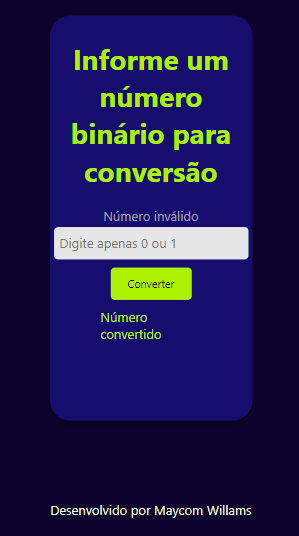 Informe um
número
binário para
conversão
Número inválido
Digite apenas 0 ou 1
Converter
Número
convertido
Desenvolvido por Maycom Willams